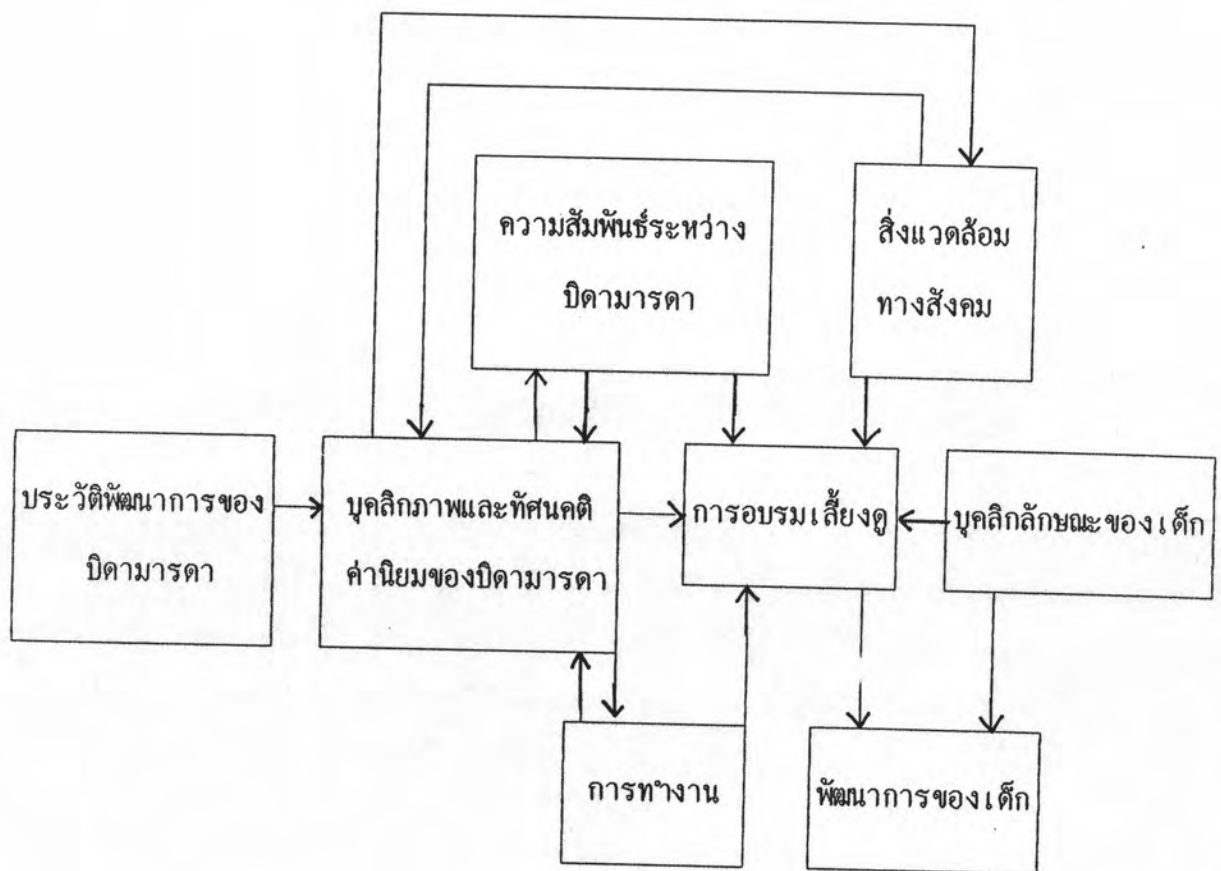 ความสัมพันธ์ระหว่าง
บิดามารดา
สิ่งแวดล้อม
ทางสังคม
ประวัติพัฒนาการของ
บิดามารดา
บุคลิกภาพและทัศนคติ
ค่านิยมของบิดามารดา
การอบรมเลี้ยงดู
บุคลิกลักษณะของเด็ก
การทำงาน
พัฒนาการของเด็ก